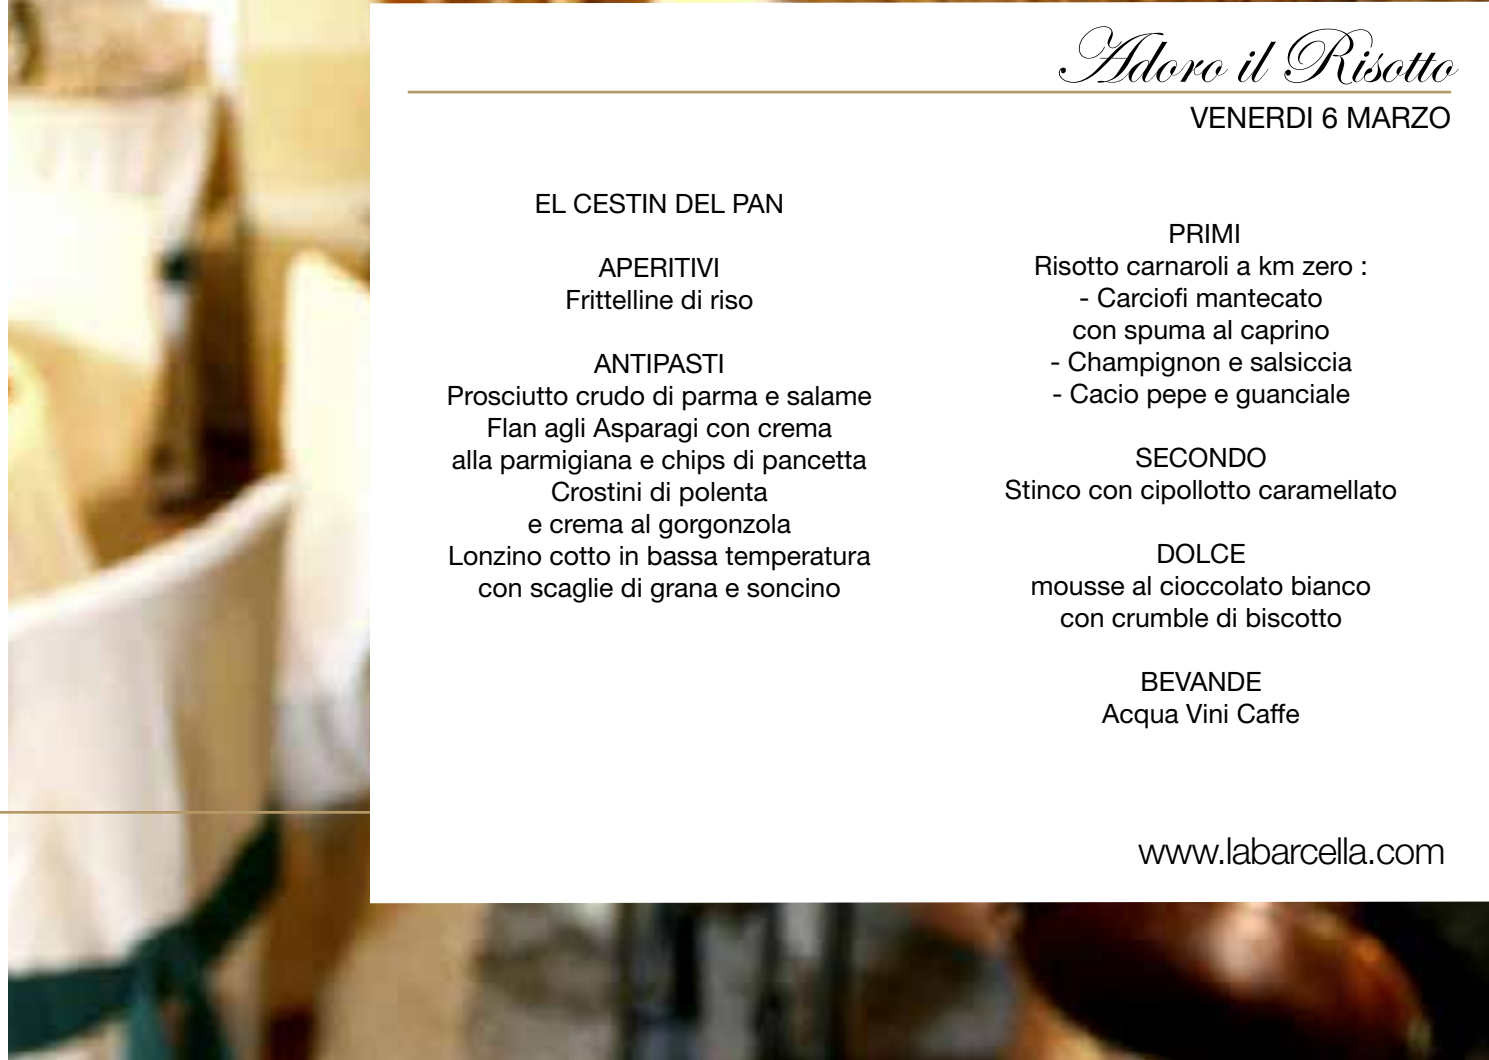 Adoro il Risotto
VENERDI 6 MARZO
EL CESTIN DEL PAN
APERITIVI
Frittelline di riso
ANTIPASTI
Prosciutto crudo di parma e salame
Flan agli Asparagi con crema
alla parmigiana e chips di pancetta
Crostini di polenta
e crema al gorgonzola
Lonzino cotto in bassa temperatura
con scaglie di grana e soncino
PRIMI
Risotto carnaroli a km zero :
- Carciofi mantecato
con spuma al caprino
- Champignon e salsiccia
- Cacio pepe e guanciale
SECONDO
Stinco con cipollotto caramellato
DOLCE
mousse al cioccolato bianco
con crumble di biscotto
BEVANDE
Acqua Vini Caffe
www.labarcella.com